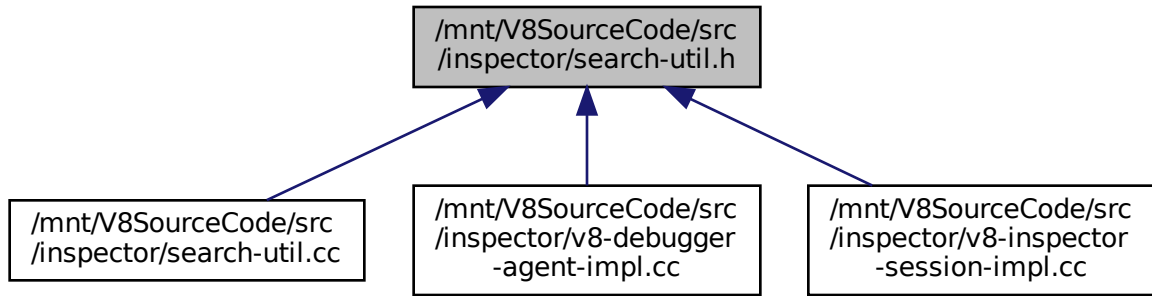 /mnt/V8SourceCode/src
/inspector/search-util.h
/mnt/V8SourceCode/src
/inspector/search-util.cc
/mnt/V8SourceCode/src
/inspector/v8-debugger
-agent-impl.cc
/mnt/V8SourceCode/src
/inspector/v8-inspector
-session-impl.cc